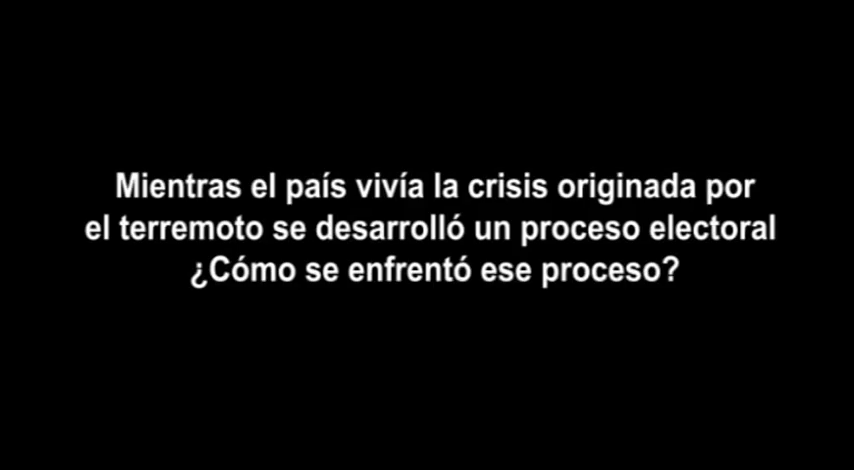 Mientras el país vivía la crisis originada por
el terremoto se desarrolló un proceso electoral
¿Cómo se enfrentó ese proceso?